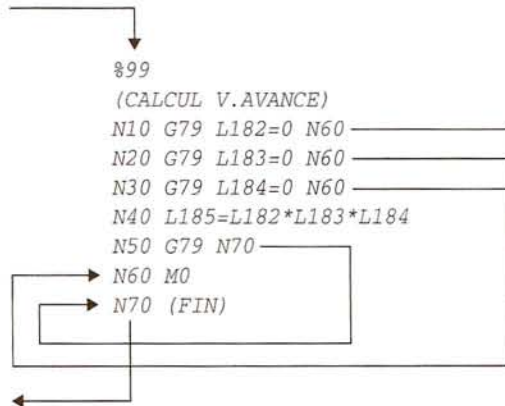 %99
(CALCUL V.AVANCE)
N10 G79 L182=0 N60
N20 G79 L183=0 N60
N30 G79 L184=0 N60
N40 L185=L182*L183*L184
N50 G79 N70
N60 M0
N70 (FIN)